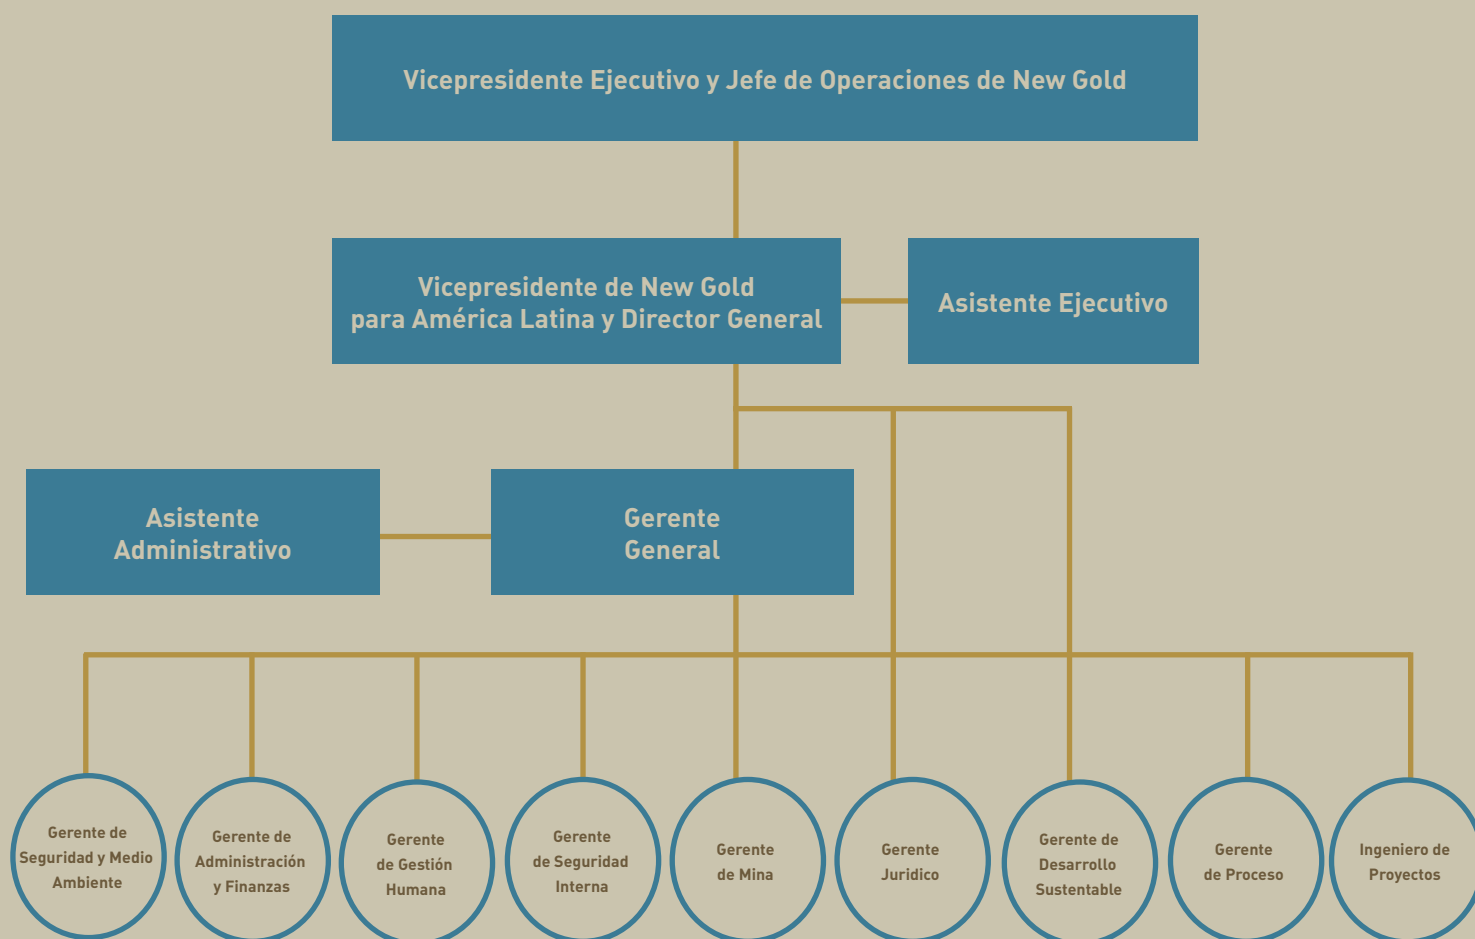 Vicepresidente Ejecutivo y Jefe de Operaciones de New Gold
Vicepresidente de New Gold
para América Latina y Director General
Asistente Ejecutivo
Asistente
Administrativo
Gerente
General
Gerente de
Seguridad y Medio
Ambiente
Gerente de
Administración
y Finanzas
Gerente
de Gestión
Humana
Gerente
de Seguridad
Interna
Gerente
de Mina
Gerente
Juridico
Gerente de
Desarrollo
Sustentable
Gerente
de Proceso
Ingeniero de
Proyectos